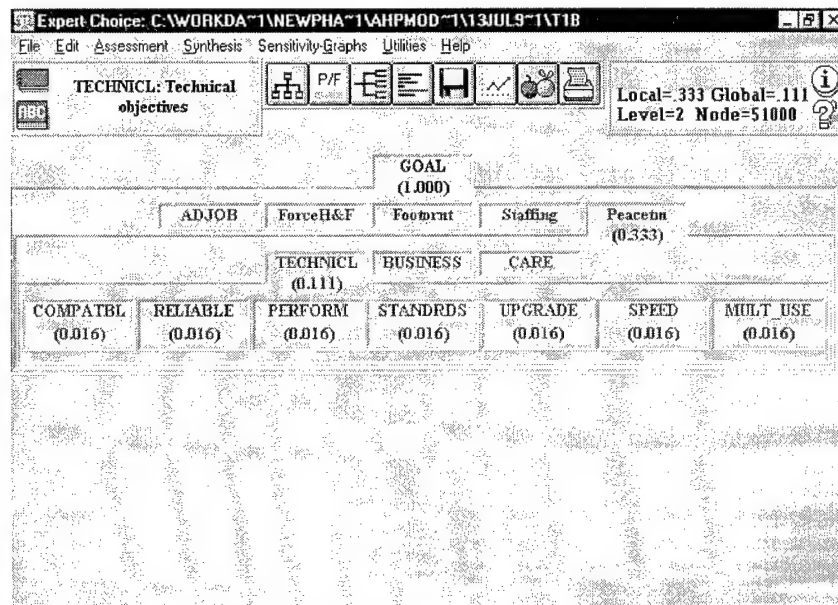 Expert Choice: C:\WORKDA~1\NEWPHA~1\AHPMOD~1\13JUL9~1\T1B
File Edit Assessment Synthesis Sensitivity-Graphs Utilities Help
TECHNICL: Technical
objectives
ABC
P/F
Local=.333 Global=.111
Level=2 Node=51000
GOAL
(1.000)
ADJOB ForceH&F Footprnt Staffing Peacetm
(0.333)
TECHNICL BUSINESS CARE
(0.111)
COMPATBL RELIABLE PERFORM STANDRDS UPGRADE SPEED MULT_USE
(0.016) (0.016) (0.016) (0.016) (0.016) (0.016) (0.016)